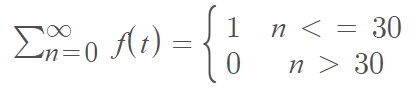 ∑_{n=0}^{∞} f(t) = { 1 n < = 30
0 n > 30